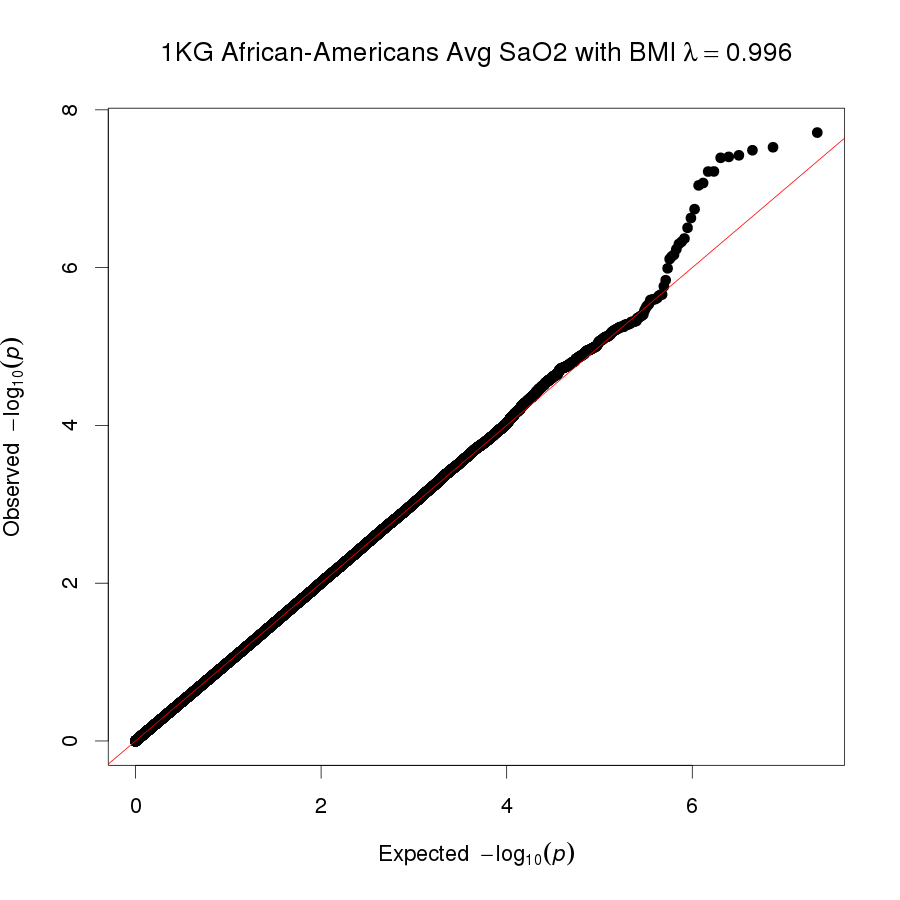 1KG African-Americans Avg SaO2 with BMI λ = 0.996
8
6
4
2
0
Observed −log10(p)
0 2 4 6
Expected −log10(p)